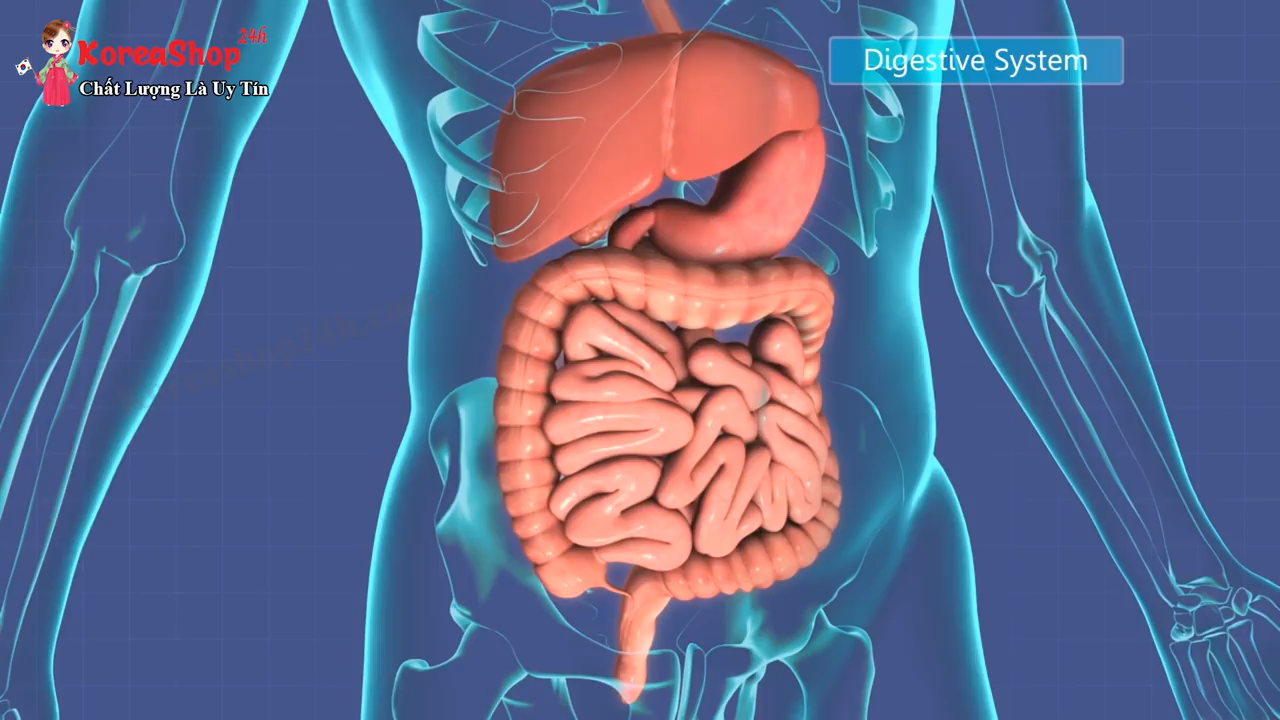 KoreaShop 24h
Chất Lượng Là Uy Tín
Digestive System